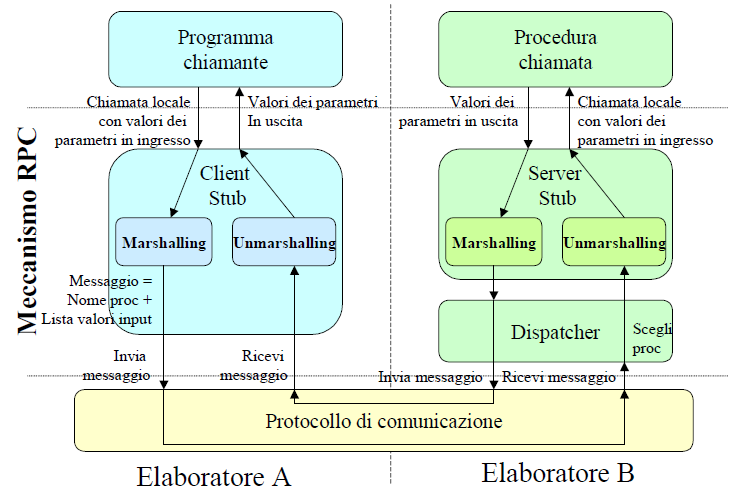 Programma
chiamante
Procedura
chiamata
Chiamata locale
con valori dei
parametri in ingresso
Valori dei parametri
In uscita
Valori dei
parametri in uscita
Chiamata locale
con valori dei
parametri in ingresso
Meccanismo RPC
Client
Stub
Server
Stub
Marshalling
Unmarshalling
Marshalling
Unmarshalling
Messaggio =
Nome proc +
Lista valori input
Dispatcher
Scegli
proc
Invia
messaggio
Ricevi
messaggio
Invia messaggio
Ricevi messaggio
Protocollo di comunicazione
Elaboratore A
Elaboratore B